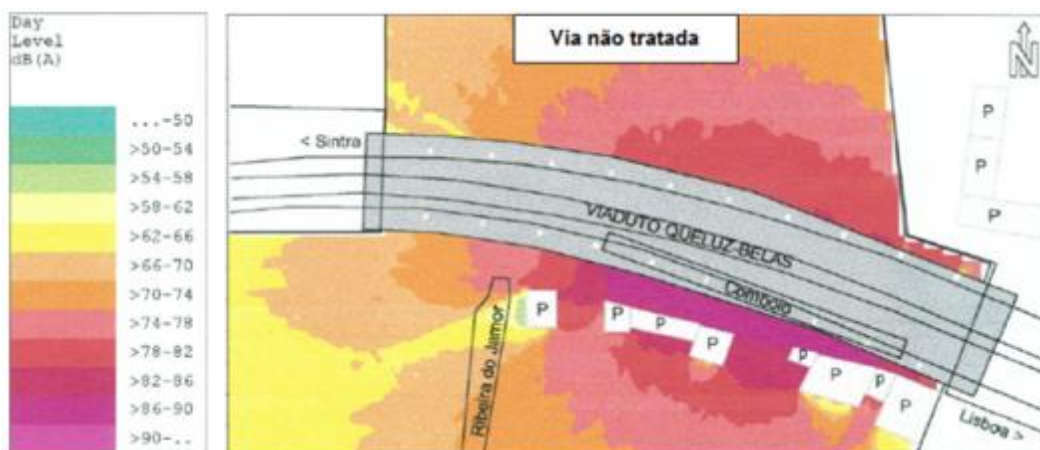 Day
Level
dB(A)
...-50
>50-54
>54-58
>58-62
>62-66
>66-70
>70-74
>74-78
>78-82
>82-86
>86-90
>90-..
Via não tratada
N
< Sintra
VIADUTO QUELUZ-BELAS
Comboio
Ribeira do Jamor
Lisboa >
P
P
P
P
P
P
P
P
P
P
P